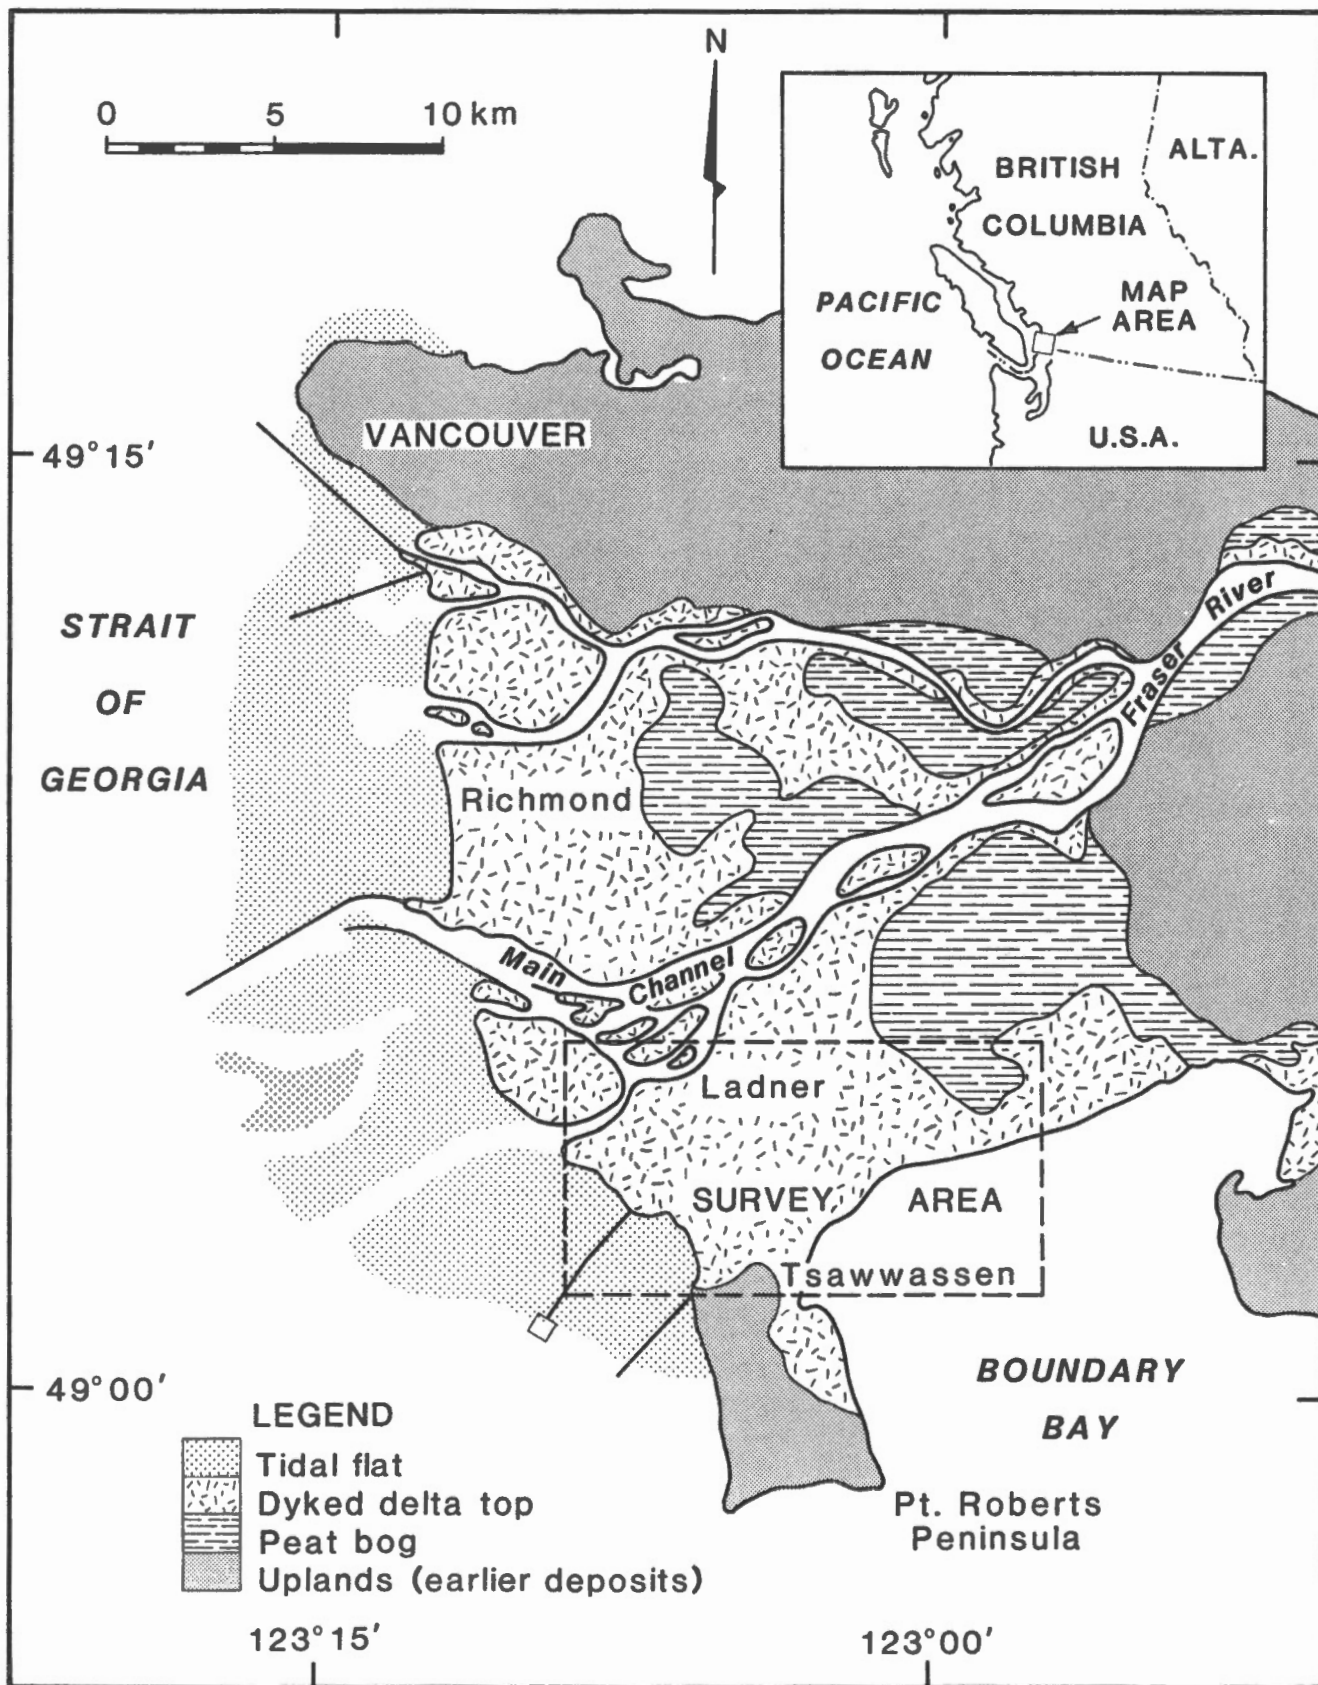 N
0 5 10 km
BRITISH
COLUMBIA
ALTA.
PACIFIC
OCEAN
MAP
AREA
U.S.A.
VANCOUVER
49°15′
STRAIT
OF
GEORGIA
Fraser River
Richmond
Main Channel
Ladner
SURVEY AREA
Tsawwassen
49°00′
BOUNDARY
BAY
Pt. Roberts
Peninsula
LEGEND
Tidal flat
Dyked delta top
Peat bog
Uplands (earlier deposits)
123°15′ 123°00′